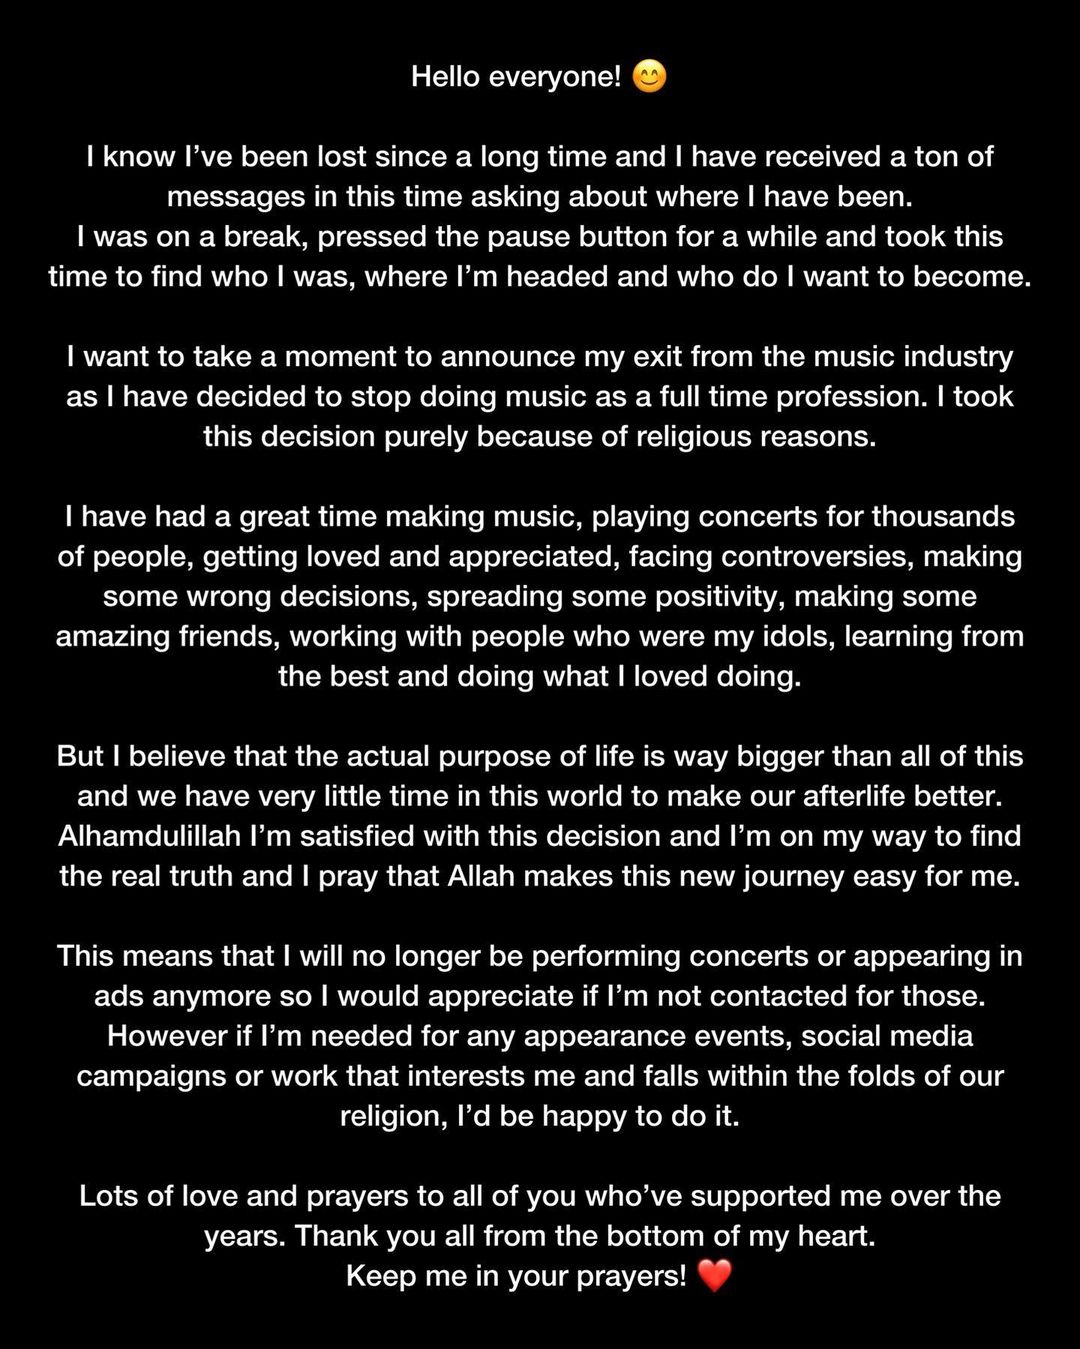 Hello everyone! 😊
I know I’ve been lost since a long time and I have received a ton of
messages in this time asking about where I have been.
I was on a break, pressed the pause button for a while and took this
time to find who I was, where I’m headed and who do I want to become.
I want to take a moment to announce my exit from the music industry
as I have decided to stop doing music as a full time profession. I took
this decision purely because of religious reasons.
I have had a great time making music, playing concerts for thousands
of people, getting loved and appreciated, facing controversies, making
some wrong decisions, spreading some positivity, making some
amazing friends, working with people who were my idols, learning from
the best and doing what I loved doing.
But I believe that the actual purpose of life is way bigger than all of this
and we have very little time in this world to make our afterlife better.
Alhamdulillah I’m satisfied with this decision and I’m on my way to find
the real truth and I pray that Allah makes this new journey easy for me.
This means that I will no longer be performing concerts or appearing in
ads anymore so I would appreciate if I’m not contacted for those.
However if I’m needed for any appearance events, social media
campaigns or work that interests me and falls within the folds of our
religion, I’d be happy to do it.
Lots of love and prayers to all of you who’ve supported me over the
years. Thank you all from the bottom of my heart.
Keep me in your prayers! ❤️